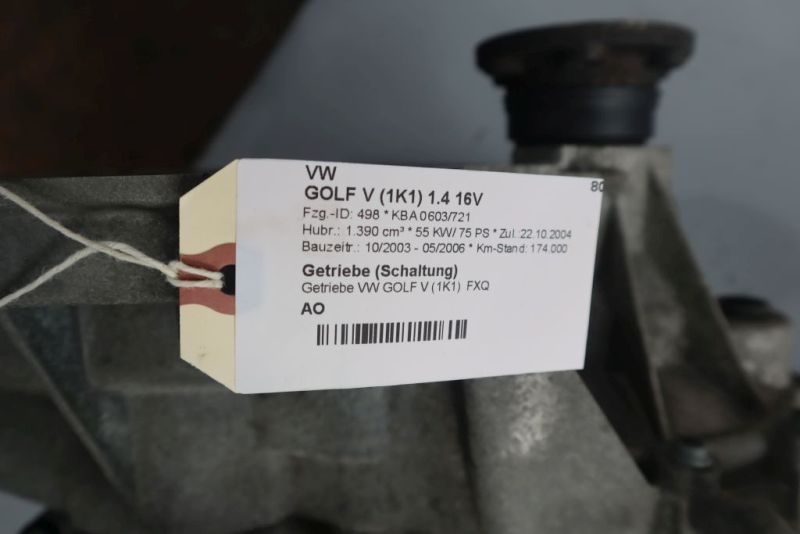 VW
80
GOLF V (1K1) 1.4 16V
Fzg.-ID: 498 * KBA 0603/721
Hubr.: 1.390 cm³ * 55 KW/ 75 PS * Zul.:22.10.2004
Bauzeitr.: 10/2003 - 05/2006 * Km-Stand: 174.000
Getriebe (Schaltung)
Getriebe VW GOLF V (1K1) FXQ
AO